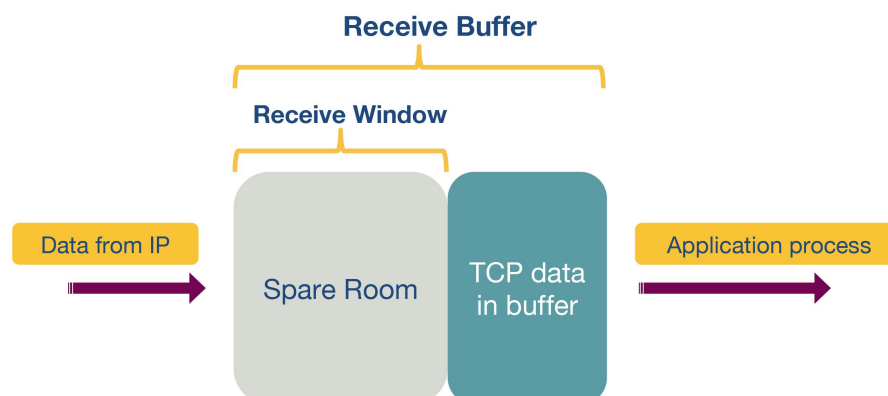 Receive Buffer
Receive Window
Data from IP
Spare Room
TCP data
in buffer
Application process